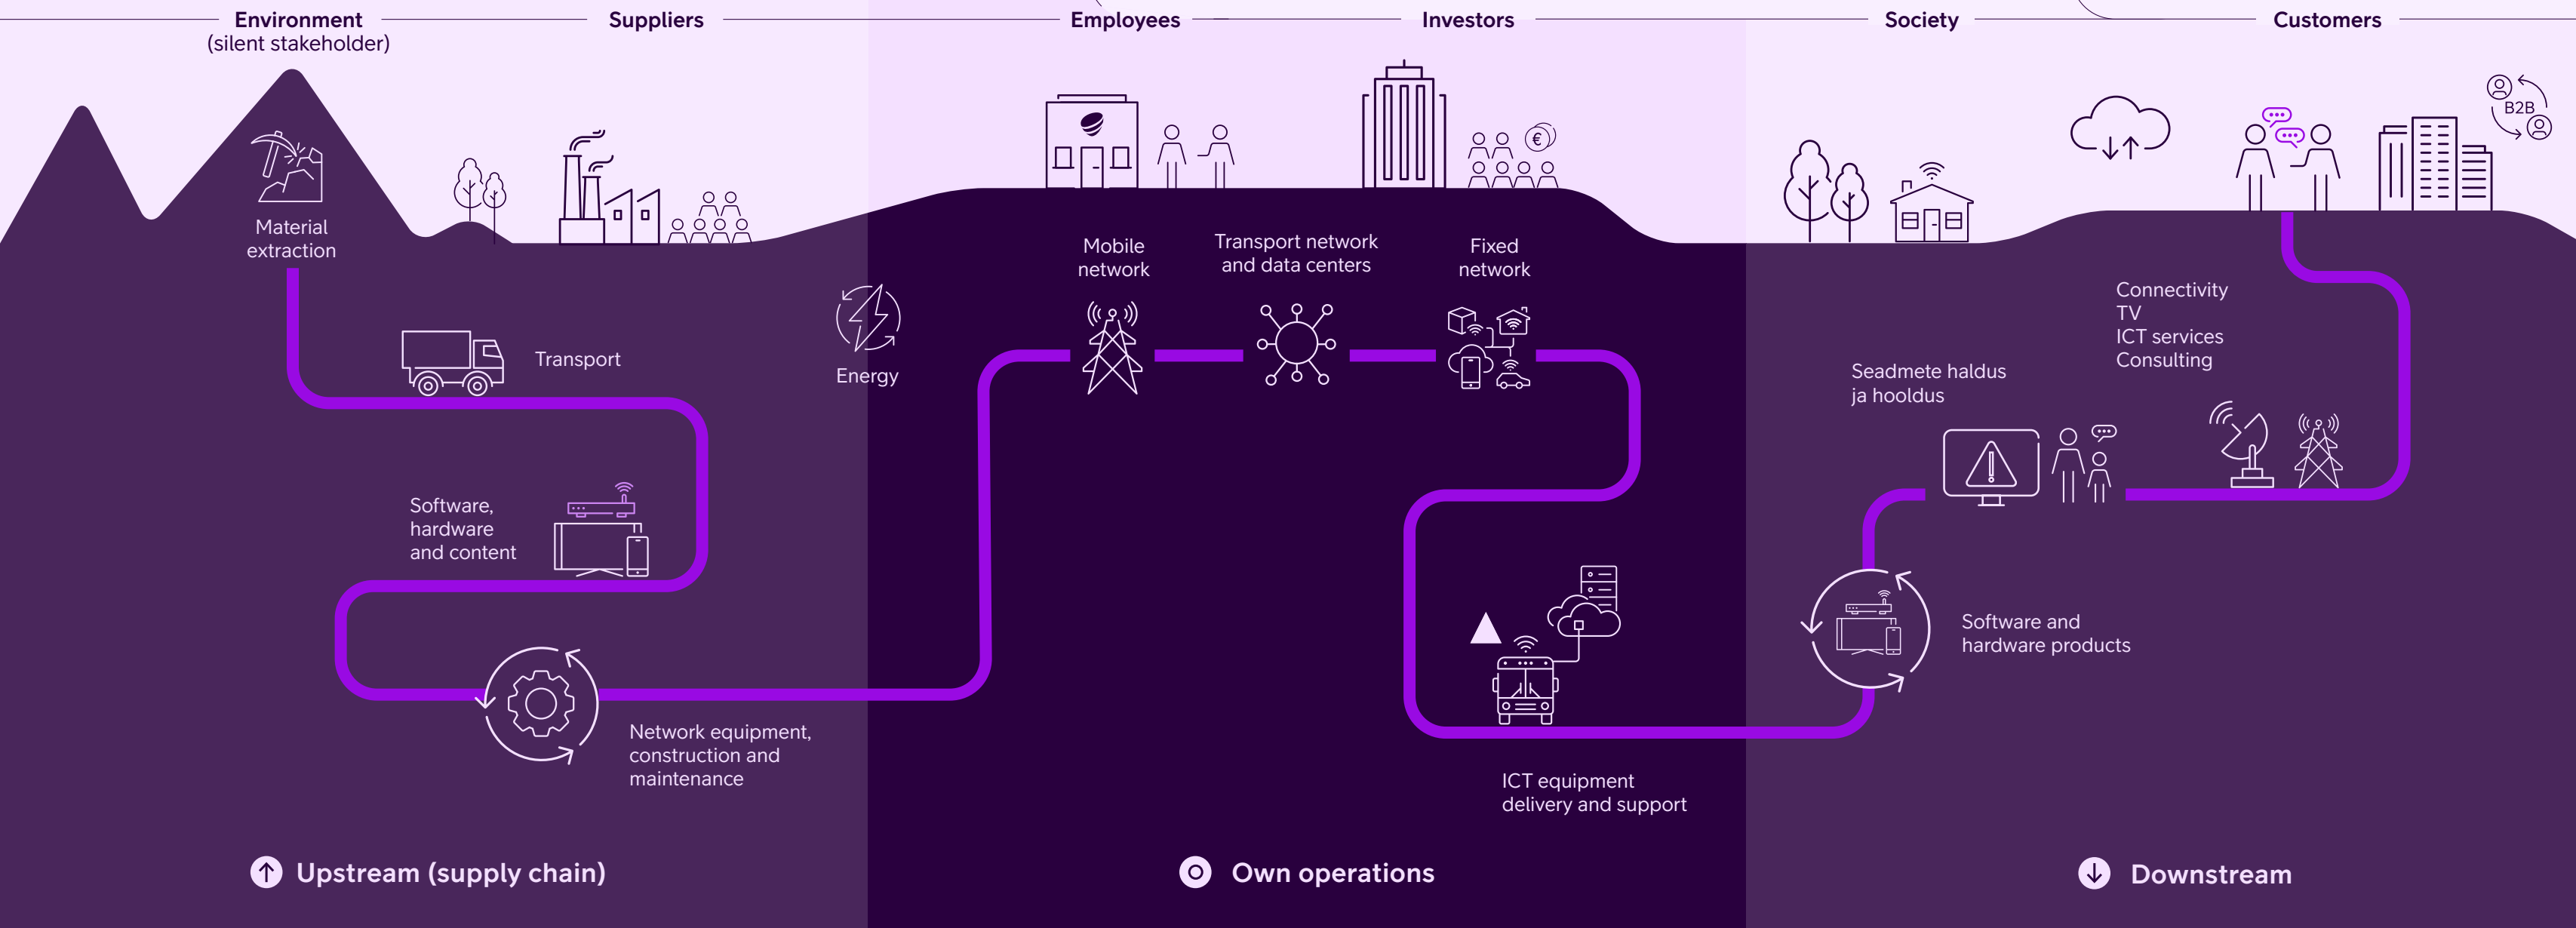 Environment
(silent stakeholder)
Suppliers
Employees
Investors
Society
Customers
B2B
€
Material
extraction
Transport
Software,
hardware
and content
Network equipment,
construction and
maintenance
Energy
Mobile
network
Transport network
and data centers
Fixed
network
ICT equipment
delivery and support
Seadmete haldus
ja hooldus
Connectivity
TV
ICT services
Consulting
Software and
hardware products
Upstream (supply chain)
Own operations
Downstream